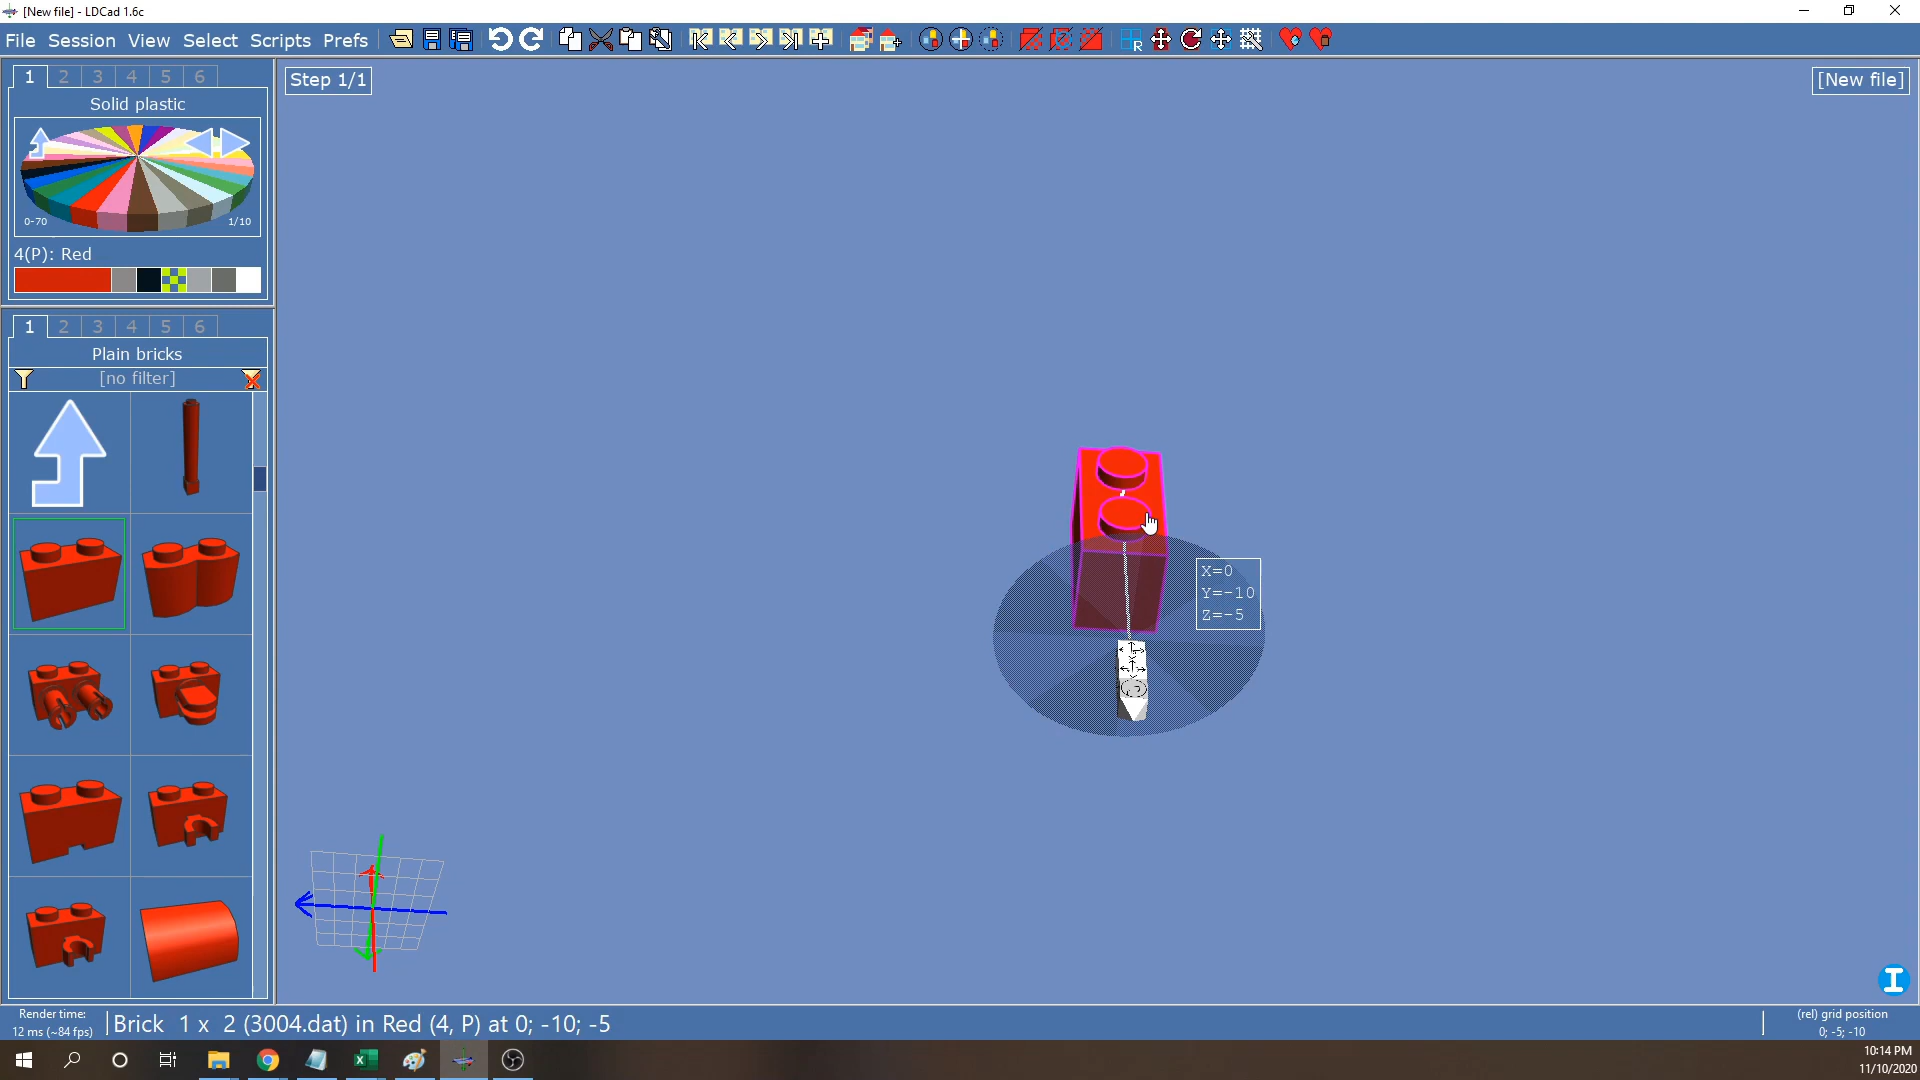 [New file] - LDCad 1.6c
File Session View Select Scripts Prefs
R
1 2 3 4 5 6
Solid plastic
0-70 1/10
4(P): Red
1 2 3 4 5 6
Plain bricks
[no filter]
Step 1/1
[New file]
X=0
Y=-10
Z=-5
Render time:
12 ms (~84 fps)
Brick 1 x 2 (3004.dat) in Red (4, P) at 0; -10; -5
(rel) grid position
0; -5; -10
10:14 PM
11/10/2020